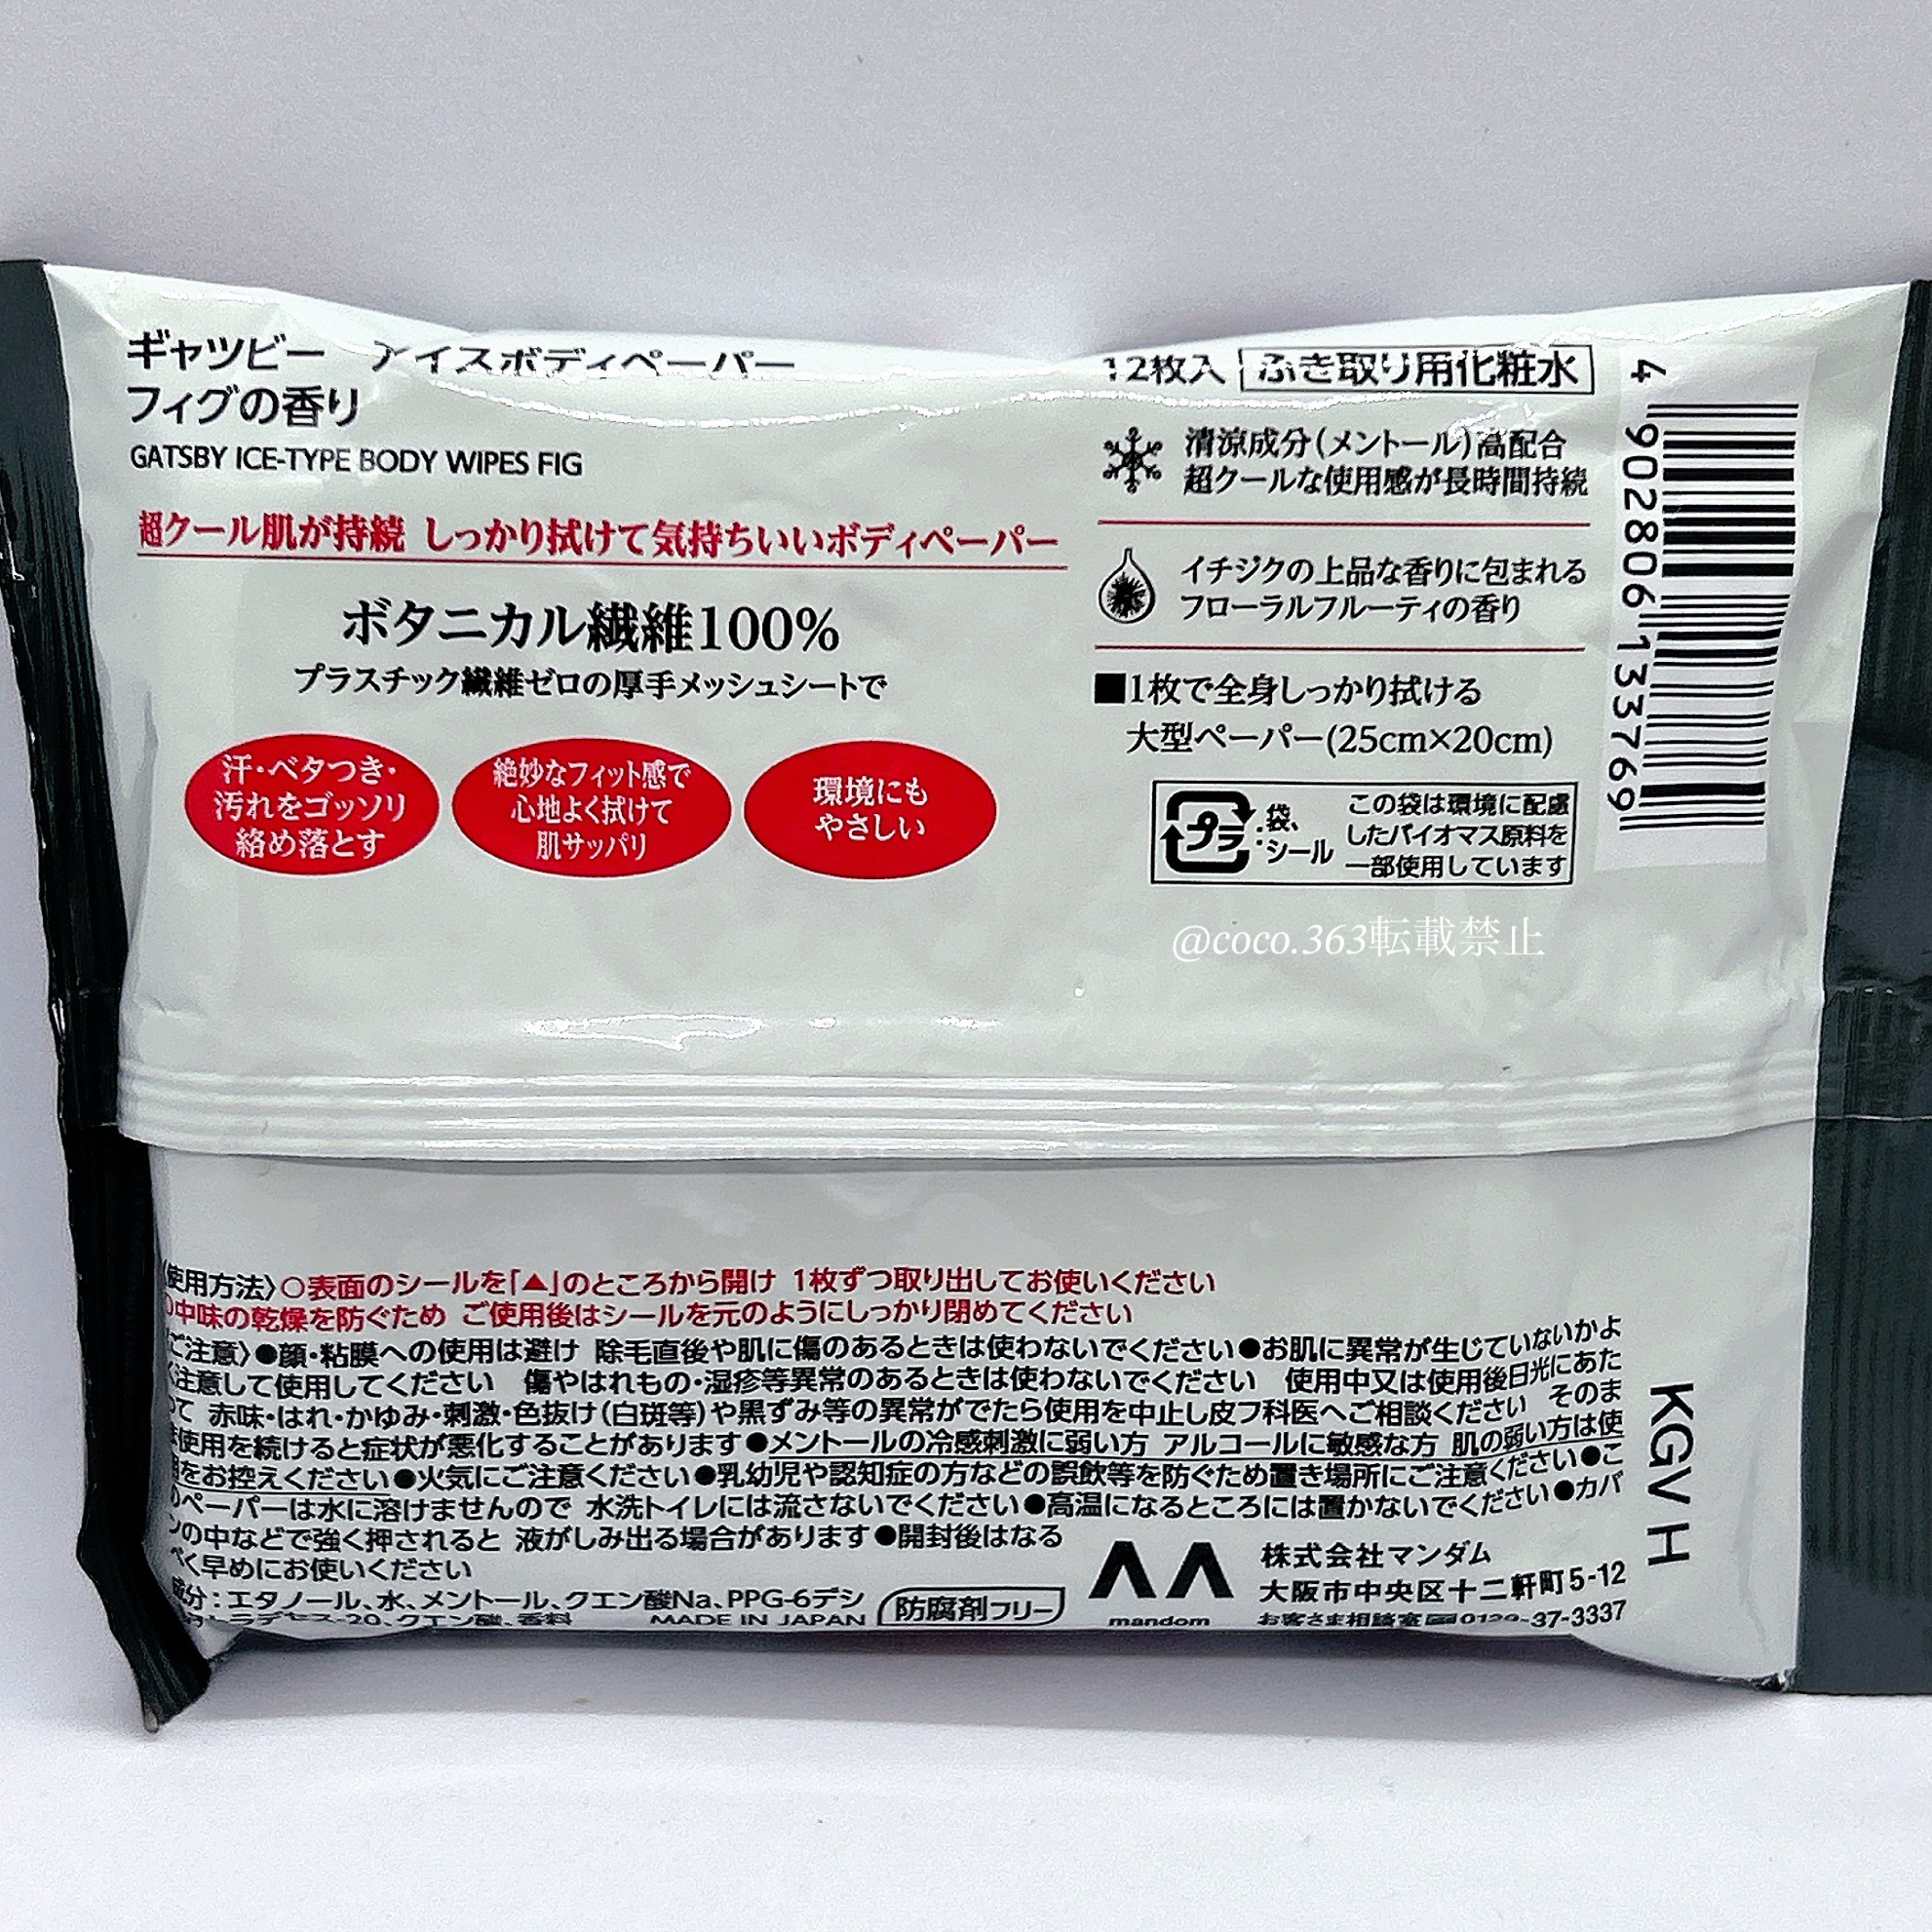 ギャツビー アイスボディペーパー
フィグの香り
GATSBY ICE-TYPE BODY WIPES FIG
超クール肌が持続 しっかり拭けて気持ちいいボディペーパー
ボタニカル繊維100%
プラスチック繊維ゼロの厚手メッシュシートで
汗・ベタつき・
汚れをゴッソリ
絡め落とす
絶妙なフィット感で
心地よく拭けて
肌サッパリ
環境にも
やさしい
12枚入 ふき取り用化粧水
清涼成分(メントール)高配合
超クールな使用感が長時間持続
イチジクの上品な香りに包まれる
フローラルフルーティの香り
■1枚で全身しっかり拭ける
大型ペーパー(25cm×20cm)
プラ :袋、
シール
この袋は環境に配慮
したバイオマス原料を
一部使用しています
4 902806 133769
@coco.363転載禁止
使用方法〉○表面のシールを「▲」のところから開け 1枚ずつ取り出してお使いください
○中味の乾燥を防ぐため ご使用後はシールを元のようにしっかり閉めてください
ご注意〉●顔・粘膜への使用は避け 除毛直後や肌に傷のあるときは使わないでください●お肌に異常が生じていないかよ
く注意して使用してください 傷やはれもの・湿疹等異常のあるときは使わないでください 使用中又は使用後日光にあた
って 赤味・はれ・かゆみ・刺激・色抜け(白斑等)や黒ずみ等の異常がでたら使用を中止し皮フ科医へご相談ください そのま
ま使用を続けると症状が悪化することがあります●メントールの冷感刺激に弱い方 アルコールに敏感な方 肌の弱い方は使
用をお控えください●火気にご注意ください●乳幼児や認知症の方などの誤飲等を防ぐため置き場所にご注意ください●こ
のペーパーは水に溶けませんので 水洗トイレには流さないでください●高温になるところには置かないでください●カバ
ンの中などで強く押されると 液がしみ出る場合があります●開封後はなる
べく早めにお使いください
成分:エタノール、水、メントール、クエン酸Na、PPG-6デシ
ルテトラデセス-20、クエン酸、香料 MADE IN JAPAN
防腐剤フリー
mandom
株式会社マンダム
大阪市中央区十二軒町5-12
お客さま相談室 0120-37-3337
KGV H